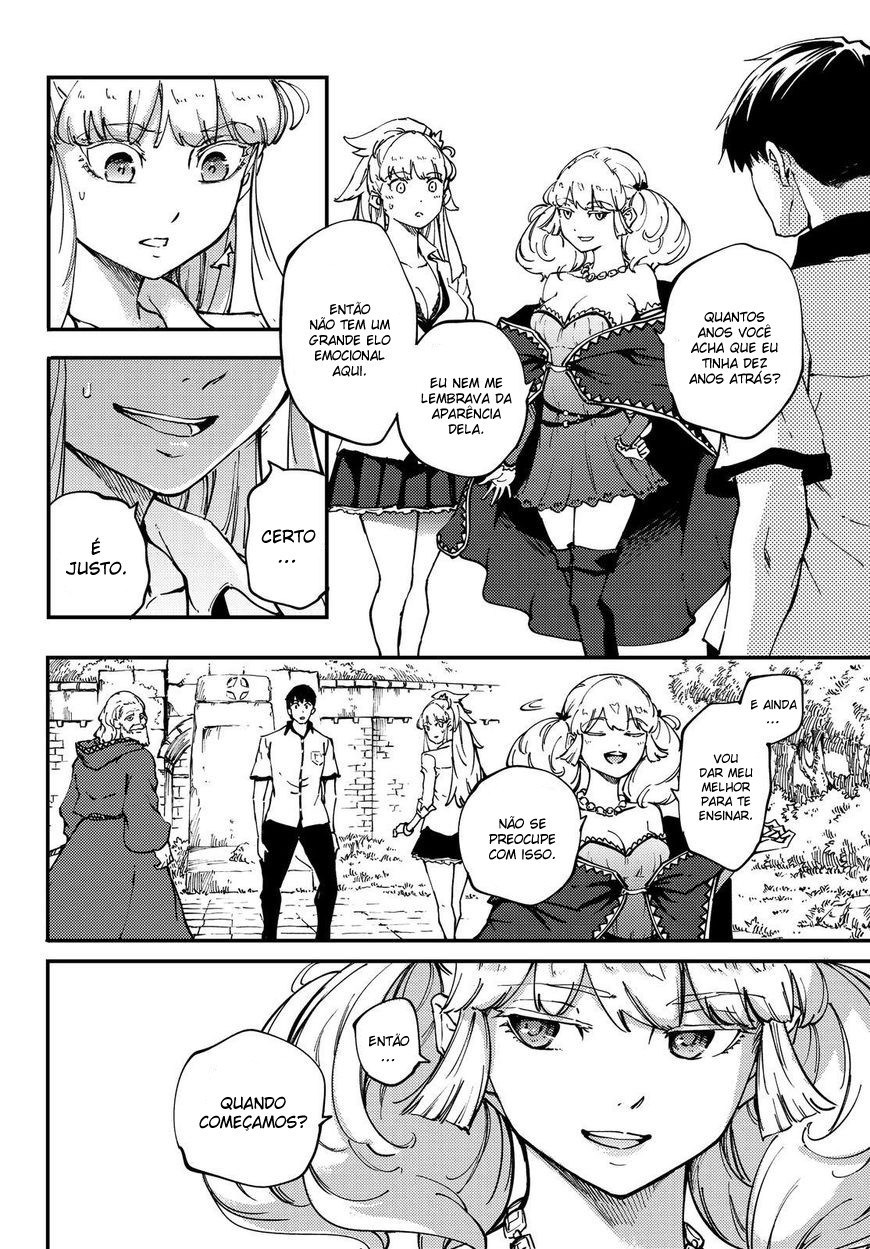 QUANTOS
ANOS VOCÊ
ACHA QUE EU
TINHA DEZ
ANOS ATRÁS?
EU NEM ME
LEMBRAVA DA
APARÊNCIA
DELA.
ENTÃO
NÃO TEM UM
GRANDE ELO
EMOCIONAL
AQUI.
CERTO
...
É
JUSTO.
E AINDA
...
VOU
DAR MEU
MELHOR
PARA TE
ENSINAR.
NÃO SE
PREOCUPE
COM ISSO.
ENTÃO
...
QUANDO
COMEÇAMOS?